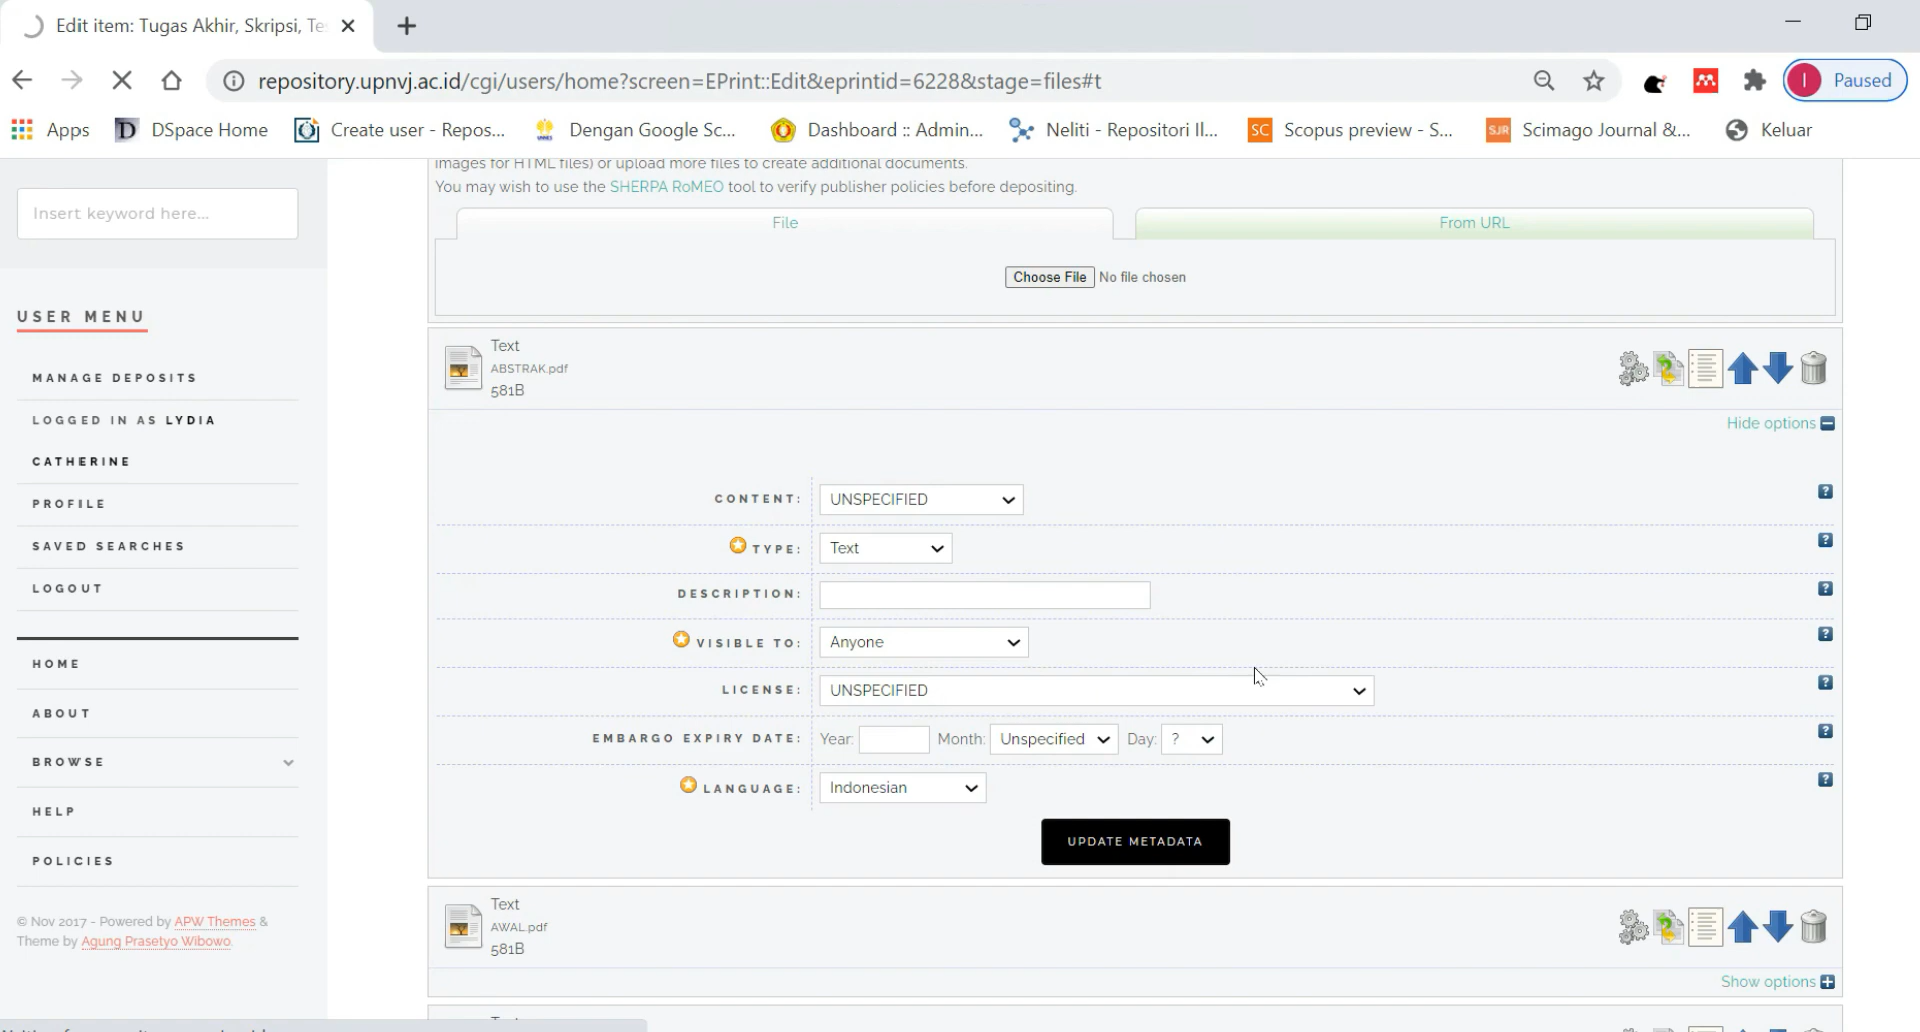 Edit item: Tugas Akhir, Skripsi, Te
repository.upnvj.ac.id/cgi/users/home?screen=EPrint::Edit&eprintid=6228&stage=files#t
I
Paused
Apps
D
DSpace Home
Create user - Repos...
Dengan Google Sc...
Dashboard :: Admin...
Neliti - Repositori Il...
SC
Scopus preview - S...
SJR
Scimago Journal &...
Keluar
images for HTML files) or upload more files to create additional documents.
You may wish to use the SHERPA RoMEO tool to verify publisher policies before depositing.
Insert keyword here...
File
From URL
Choose File No file chosen
USER MENU
MANAGE DEPOSITS
LOGGED IN AS LYDIA
CATHERINE
PROFILE
SAVED SEARCHES
LOGOUT
HOME
ABOUT
BROWSE
HELP
POLICIES
© Nov 2017 - Powered by APW Themes &
Theme by Agung Prasetyo Wibowo.
Text
ABSTRAK.pdf
581B
Hide options
CONTENT: UNSPECIFIED ?
TYPE: Text ?
DESCRIPTION: ?
VISIBLE TO: Anyone ?
LICENSE: UNSPECIFIED ?
EMBARGO EXPIRY DATE: Year: Month: Unspecified Day: ? ?
LANGUAGE: Indonesian ?
UPDATE METADATA
Text
AWAL.pdf
581B
Show options